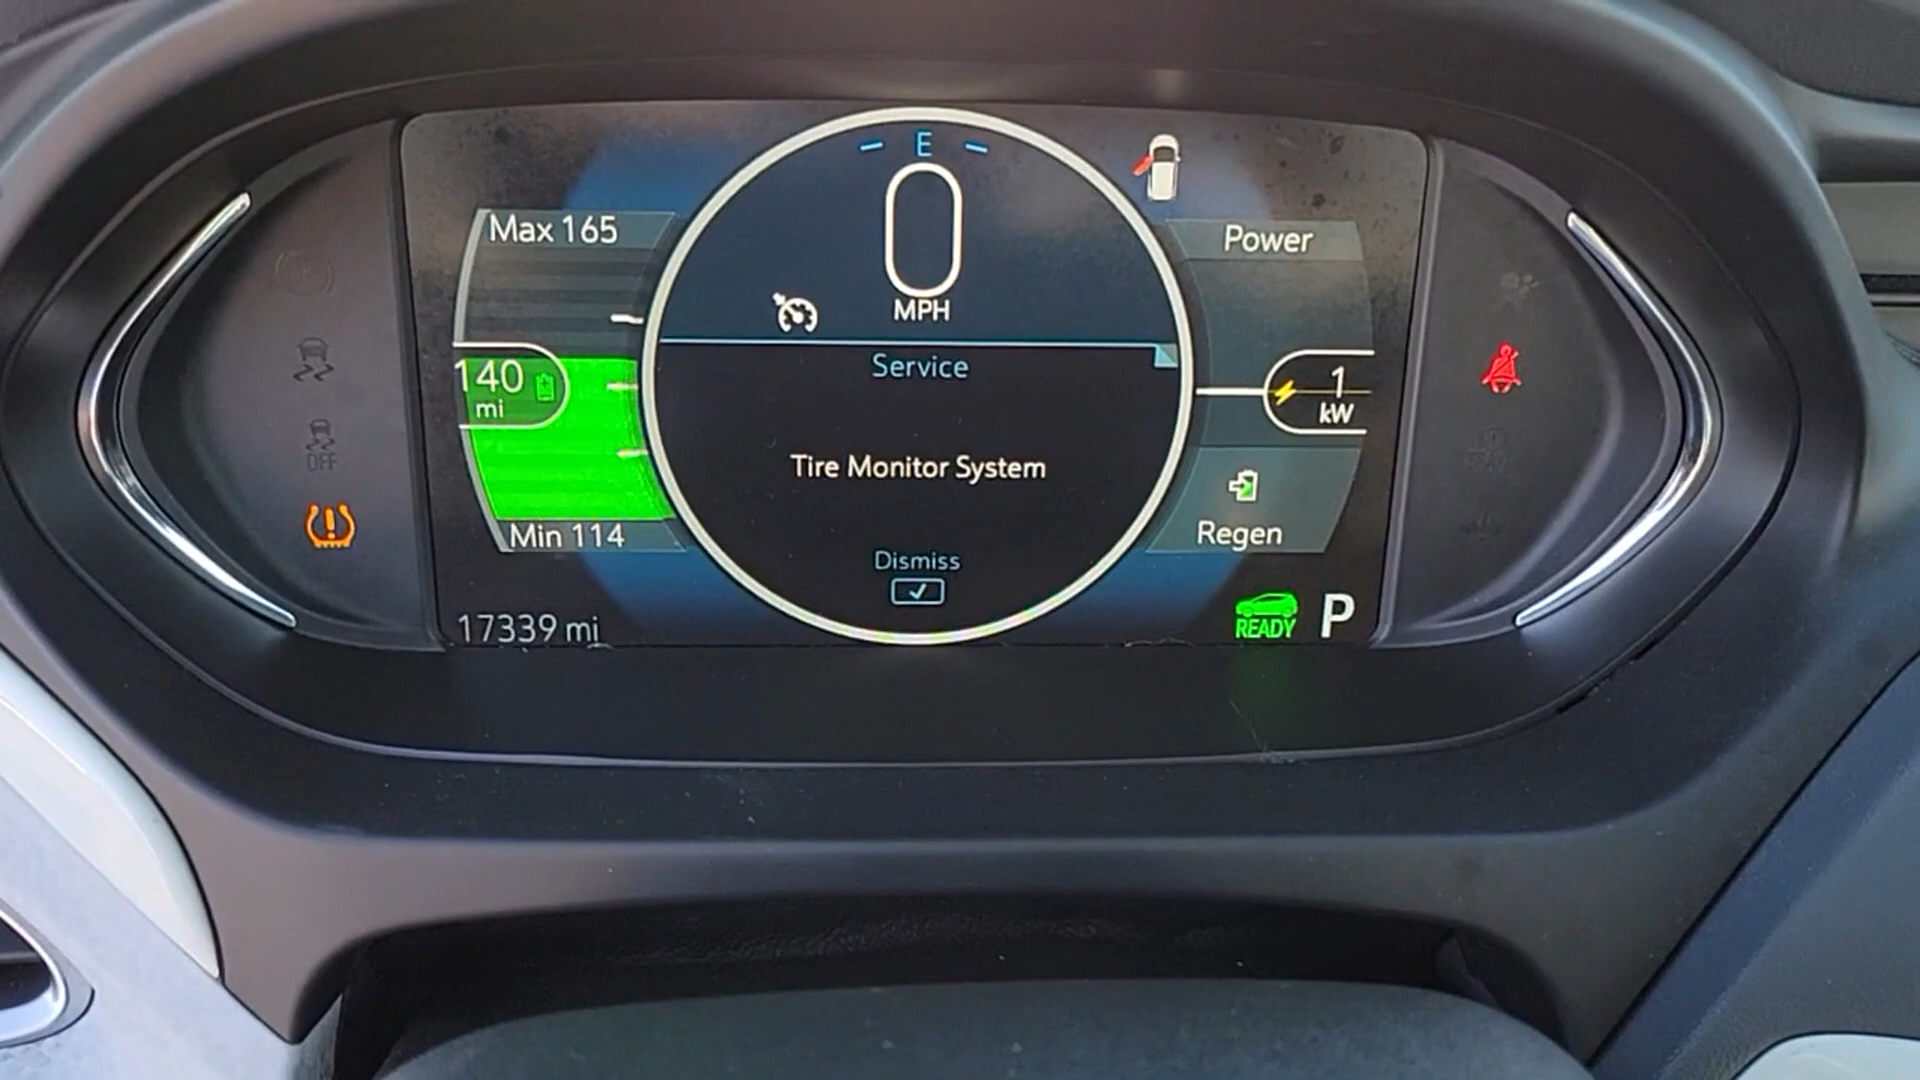 E
0
MPH
Max 165
140
mi
Min 114
17339 mi
Service
Tire Monitor System
Dismiss
Power
1
kW
Regen
READY
P
OFF